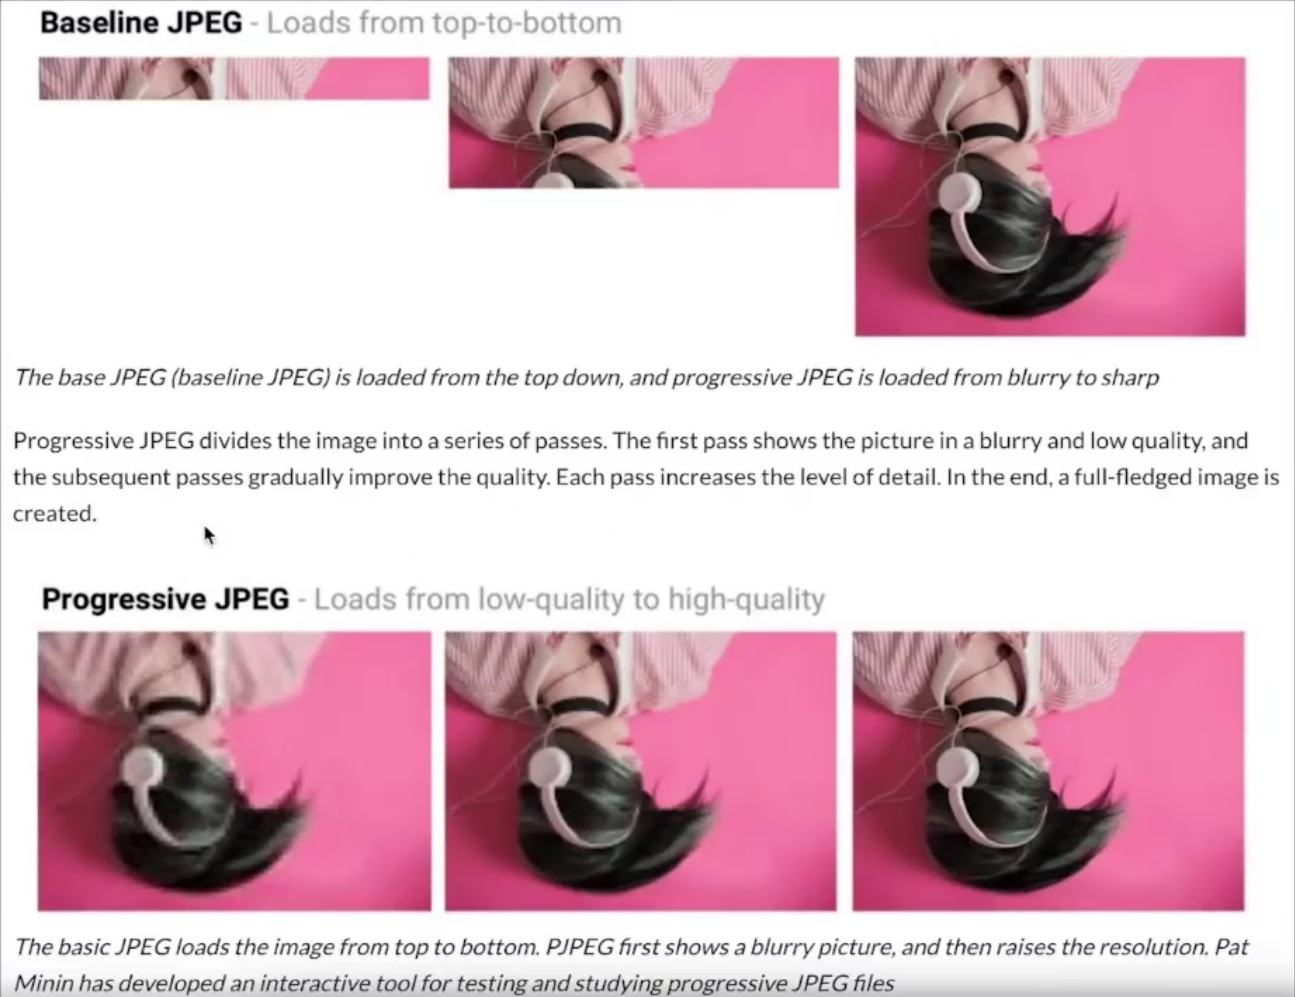 Baseline JPEG - Loads from top-to-bottom
The base JPEG (baseline JPEG) is loaded from the top down, and progressive JPEG is loaded from blurry to sharp
Progressive JPEG divides the image into a series of passes. The first pass shows the picture in a blurry and low quality, and
the subsequent passes gradually improve the quality. Each pass increases the level of detail. In the end, a full-fledged image is
created.
Progressive JPEG - Loads from low-quality to high-quality
The basic JPEG loads the image from top to bottom. PJPEG first shows a blurry picture, and then raises the resolution. Pat
Minin has developed an interactive tool for testing and studying progressive JPEG files